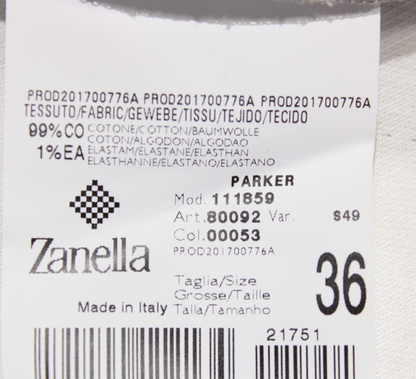 PROD201700776A PROD201700776A PROD201700776A
TESSUTO/FABRIC/GEWEBE/TISSU/TEJIDO/TECIDO
99%CO COTONE/COTTON/BAUMWOLLE
COTON/ALGODON/ALGODAO
1%EA ELASTAM/ELASTANE/ELASTHAN
ELASTHANNE/ELASTANO/ELASTANO
PARKER
Mod. 111859
Art. 80092 Var. S49
Col. 00053
PROD201700776A
Zanella
Taglia/Size
Grosse/Taille
Made in Italy Talla/Tamanho
36
21751